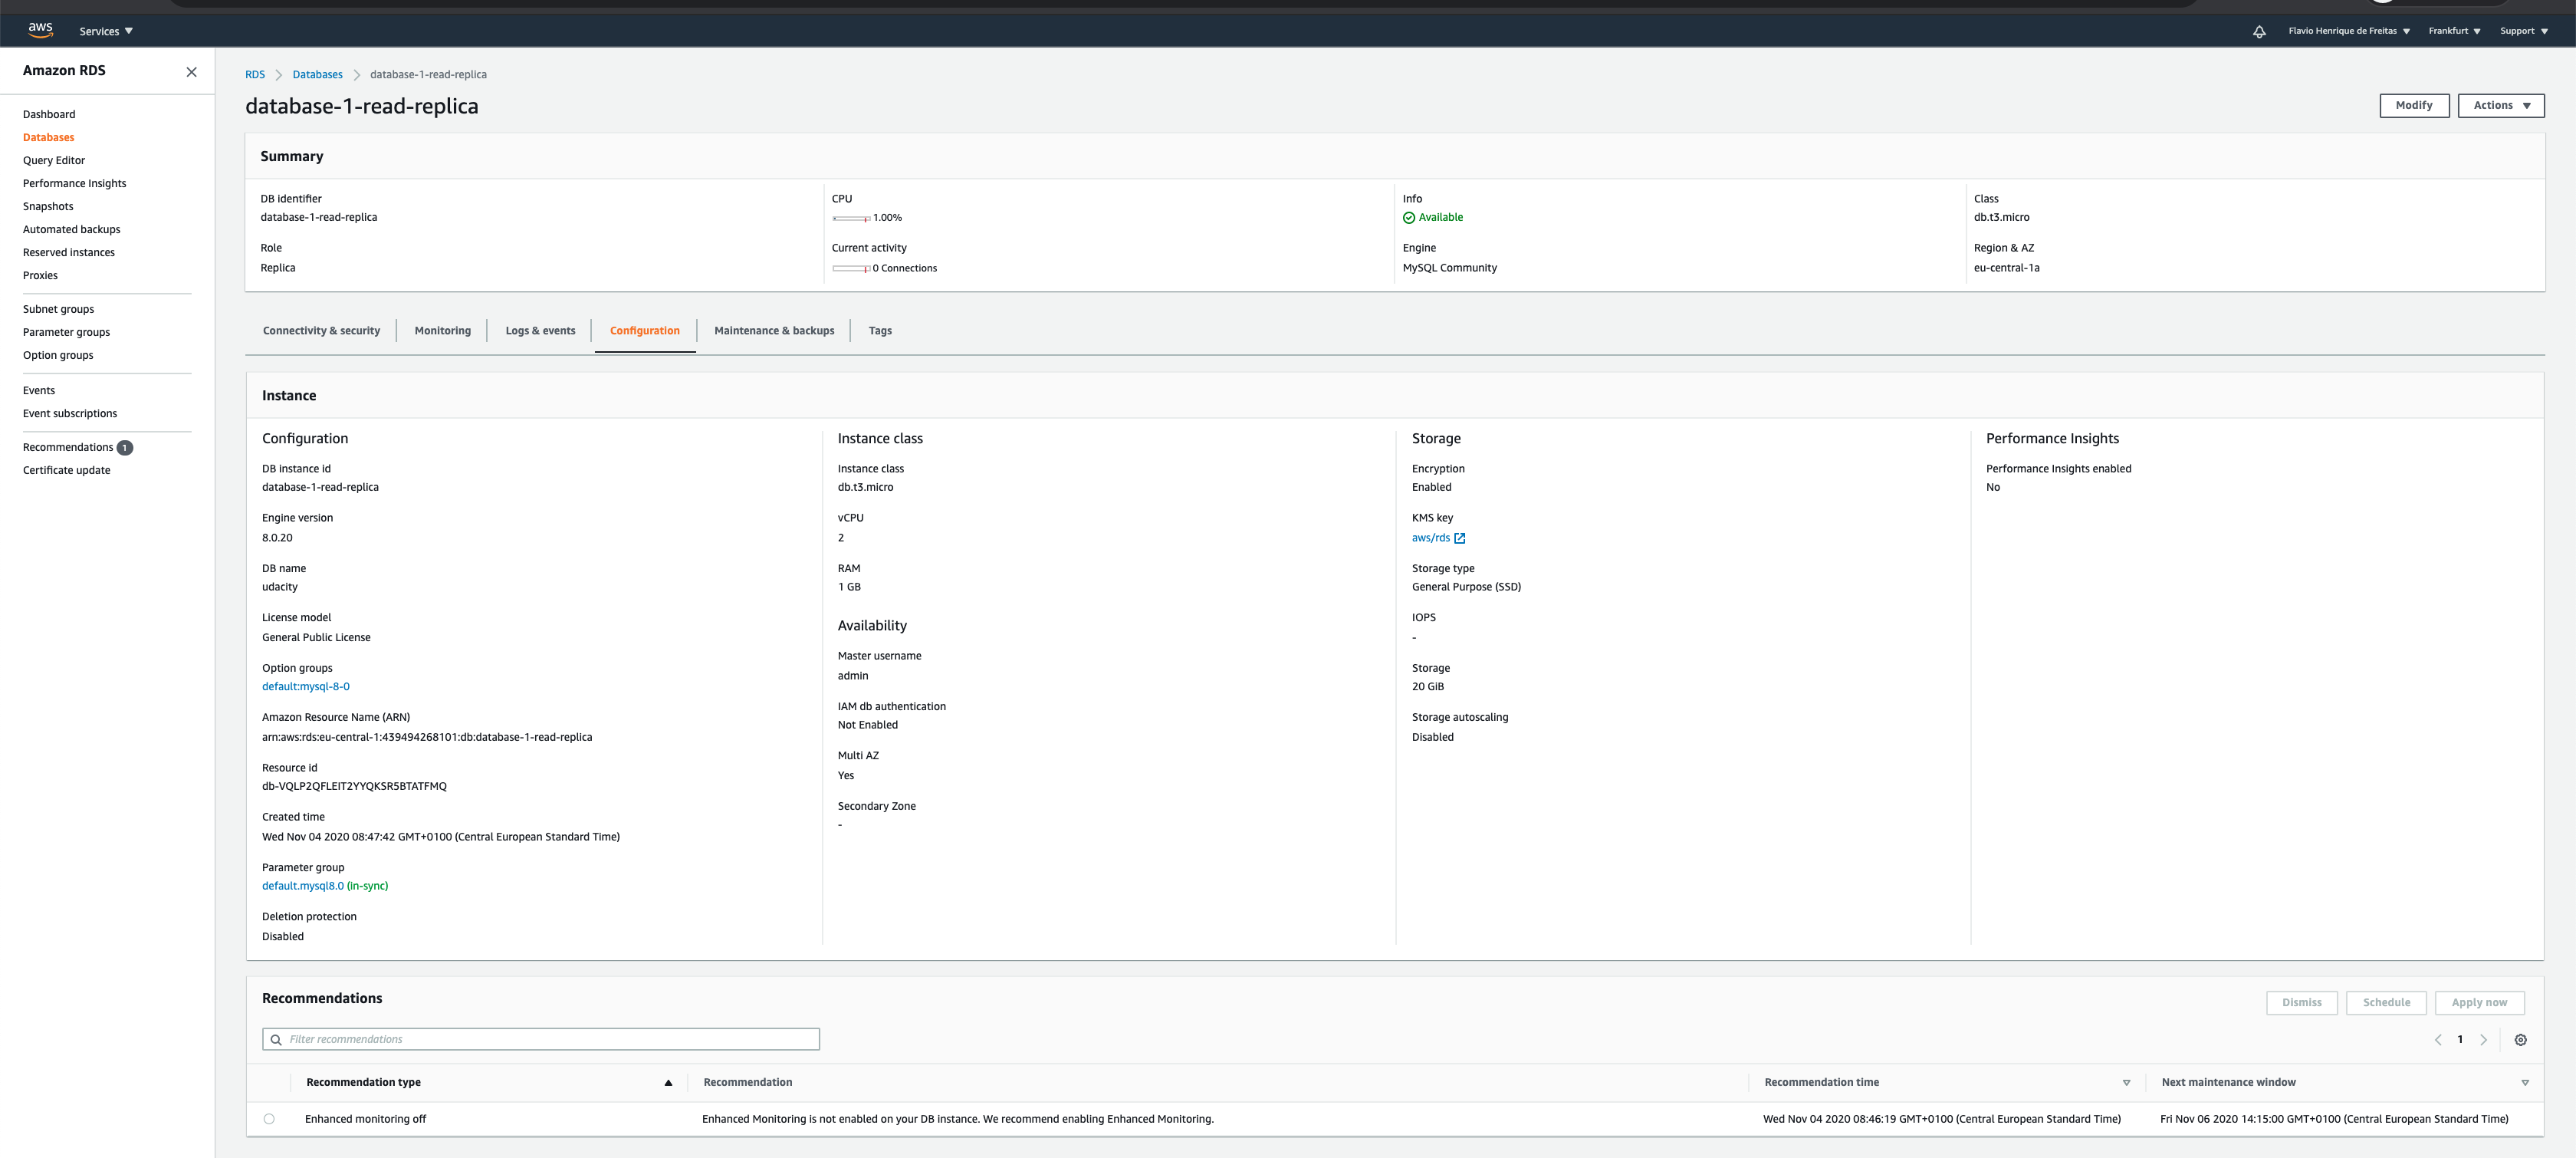 aws
Services
Flavio Henrique de Freitas
Frankfurt
Support
Amazon RDS
Dashboard
Databases
Query Editor
Performance Insights
Snapshots
Automated backups
Reserved instances
Proxies
Subnet groups
Parameter groups
Option groups
Events
Event subscriptions
Recommendations 1
Certificate update
RDS > Databases > database-1-read-replica
database-1-read-replica
Modify
Actions
Summary
DB identifier
database-1-read-replica
Role
Replica
CPU
1.00%
Current activity
0 Connections
Info
Available
Engine
MySQL Community
Class
db.t3.micro
Region & AZ
eu-central-1a
Connectivity & security
Monitoring
Logs & events
Configuration
Maintenance & backups
Tags
Instance
Configuration
DB instance id
database-1-read-replica
Engine version
8.0.20
DB name
udacity
License model
General Public License
Option groups
default:mysql-8-0
Amazon Resource Name (ARN)
arn:aws:rds:eu-central-1:439494268101:db:database-1-read-replica
Resource id
db-VQLP2QFLEIT2YYQKSR5BTATFMQ
Created time
Wed Nov 04 2020 08:47:42 GMT+0100 (Central European Standard Time)
Parameter group
default.mysql8.0 (in-sync)
Deletion protection
Disabled
Instance class
Instance class
db.t3.micro
vCPU
2
RAM
1 GB
Availability
Master username
admin
IAM db authentication
Not Enabled
Multi AZ
Yes
Secondary Zone
-
Storage
Encryption
Enabled
KMS key
aws/rds
Storage type
General Purpose (SSD)
IOPS
-
Storage
20 GiB
Storage autoscaling
Disabled
Performance Insights
Performance Insights enabled
No
Recommendations
Dismiss
Schedule
Apply now
Filter recommendations
1
Recommendation type
Recommendation
Recommendation time
Next maintenance window
Enhanced monitoring off
Enhanced Monitoring is not enabled on your DB instance. We recommend enabling Enhanced Monitoring.
Wed Nov 04 2020 08:46:19 GMT+0100 (Central European Standard Time)
Fri Nov 06 2020 14:15:00 GMT+0100 (Central European Standard Time)